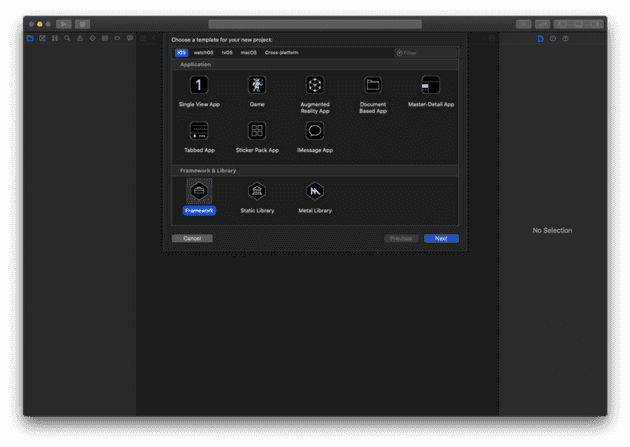 Choose a template for your new project:
iOS watchOS tvOS macOS Cross-platform Filter
Application
1
Single View App Game Augmented Reality App Document Based App Master-Detail App
Tabbed App Sticker Pack App iMessage App
Framework & Library
Framework Static Library Metal Library
Cancel Previous Next
No Selection